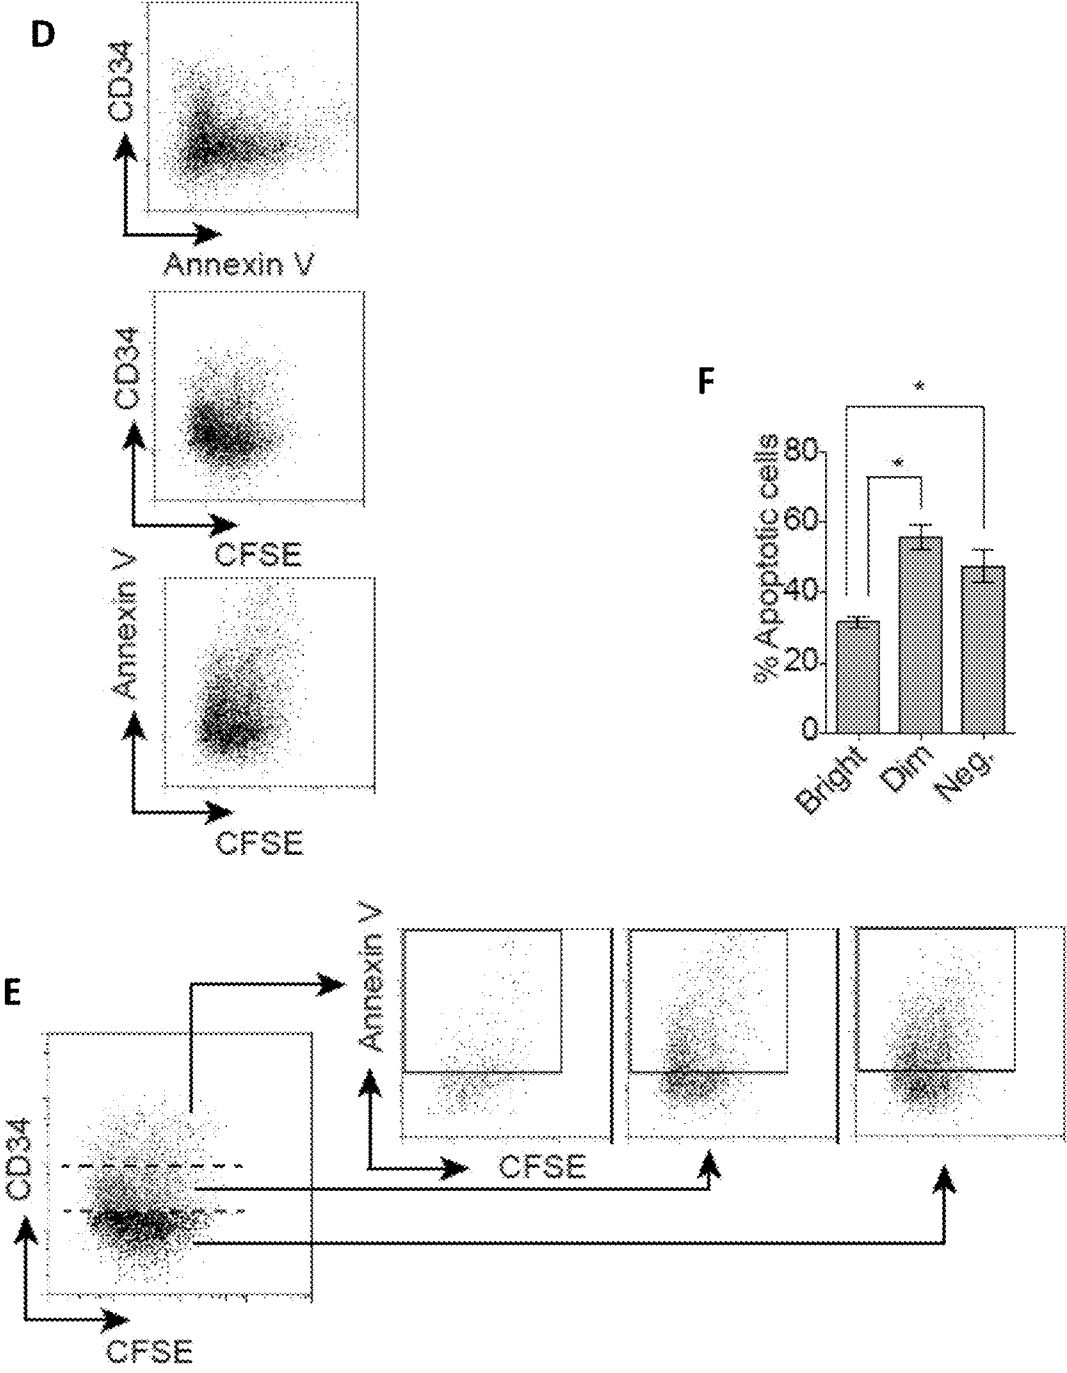 D
CD34
Annexin V
CD34
CFSE
Annexin V
CFSE
F
*
*
% Apoptotic cells
80
60
40
20
0
Bright
Dim
Neg.
E
Annexin V
CFSE
CD34
CFSE